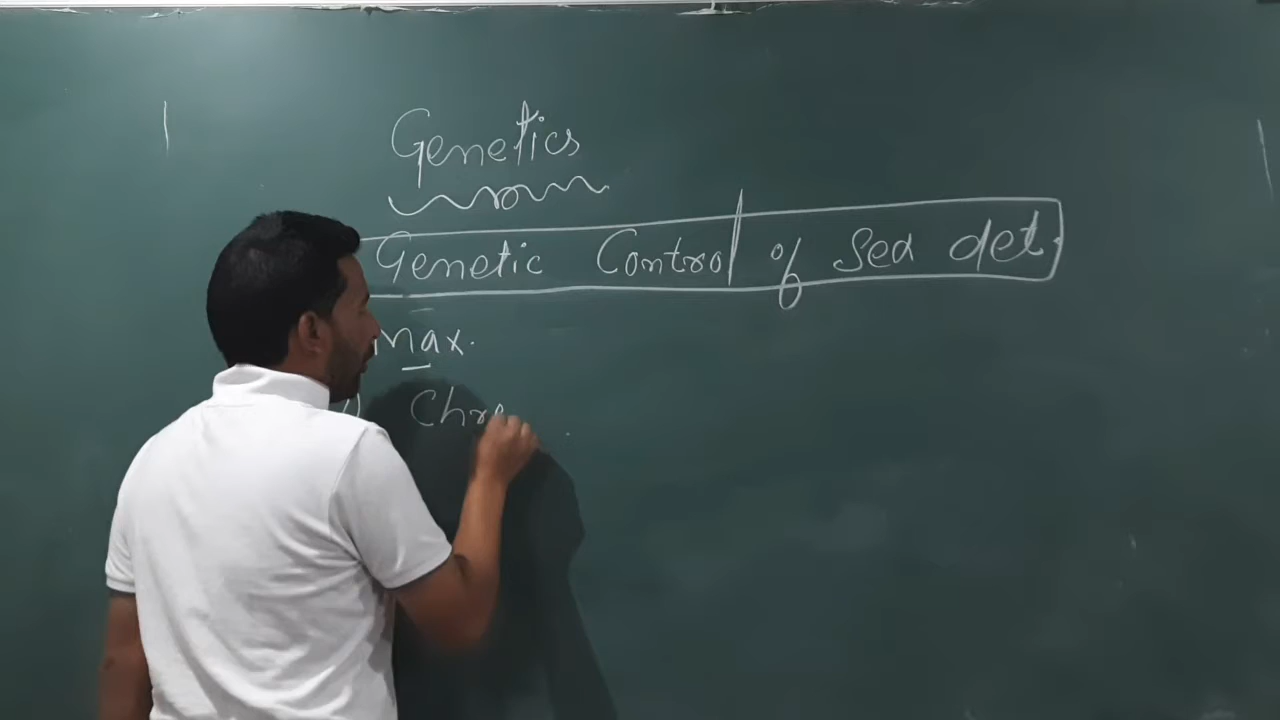 Genetics
Genetic Control of Sex det.
max.
Chro